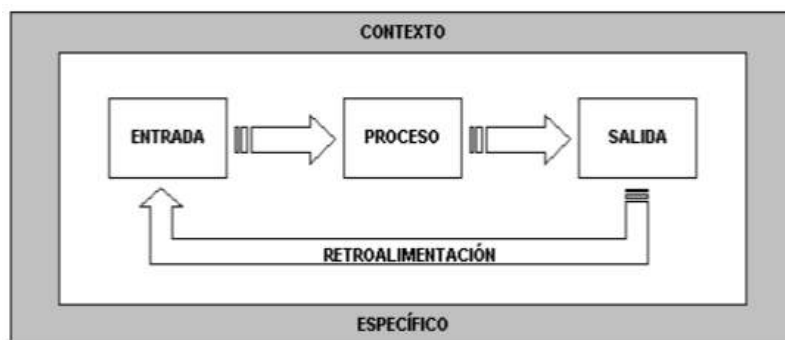 CONTEXTO
ENTRADA
PROCESO
SALIDA
RETROALIMENTACIÓN
ESPECÍFICO